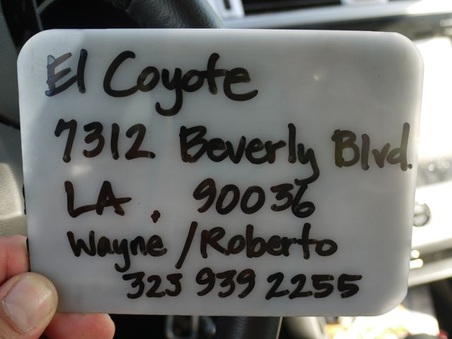 El Coyote
7312 Beverly Blvd.
LA. 90036
Wayne/Roberto
323 939 2255